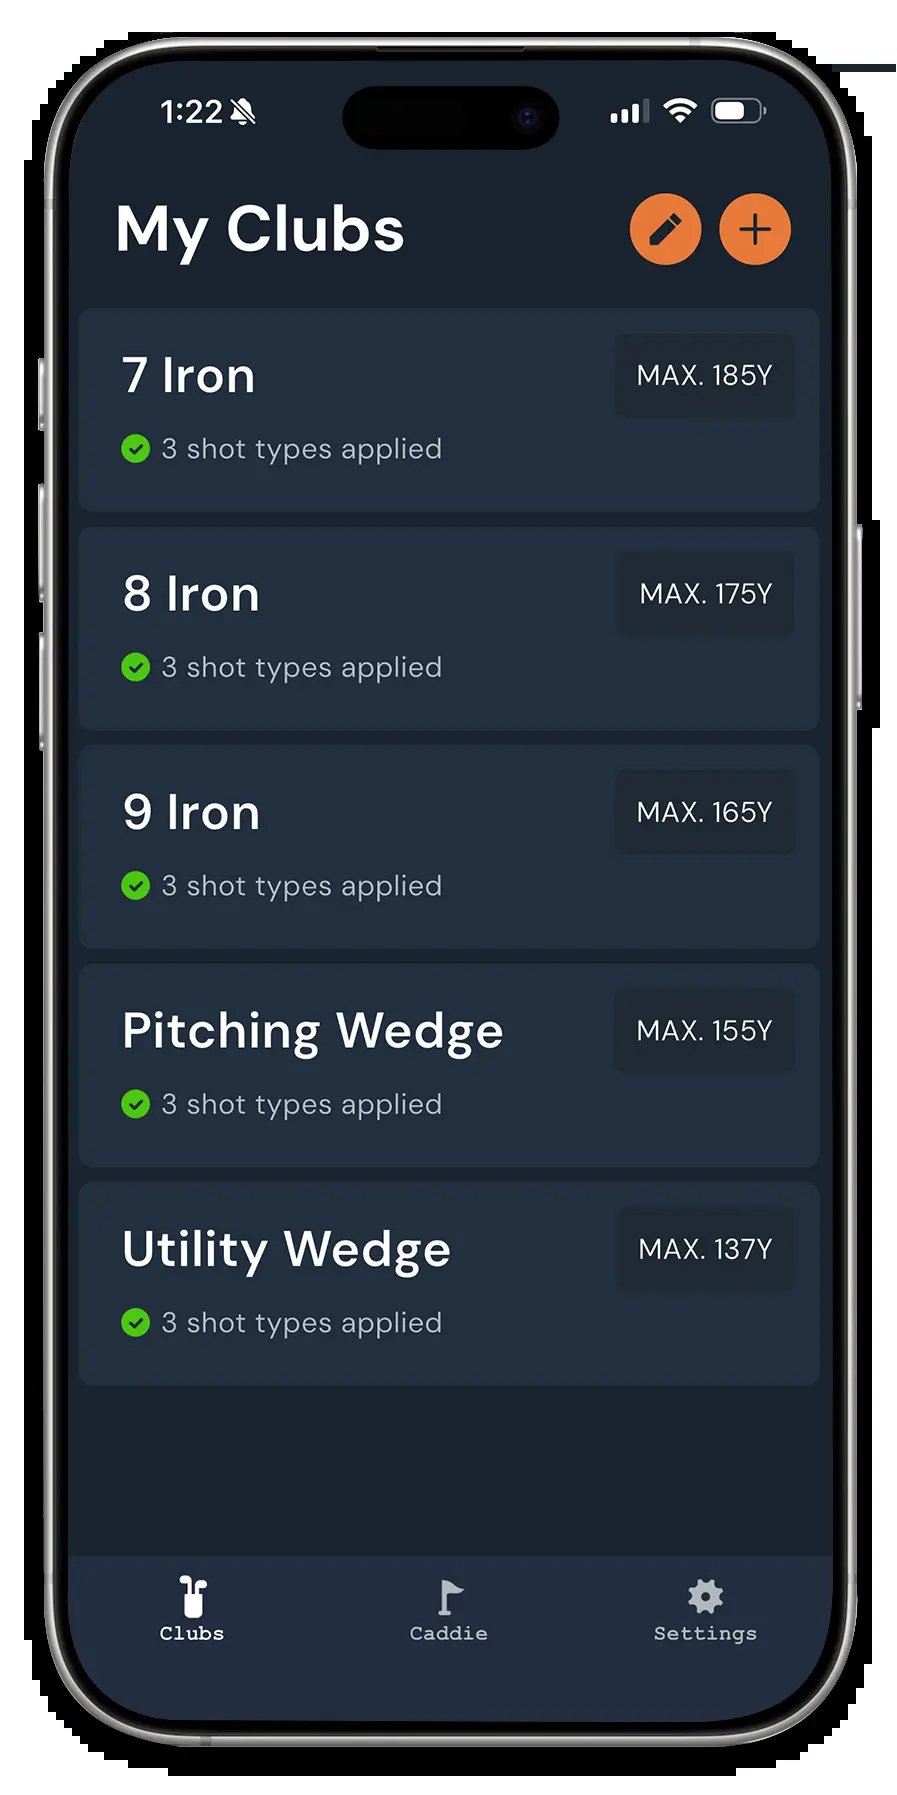 1:22
My Clubs
7 Iron
MAX. 185Y
3 shot types applied
8 Iron
MAX. 175Y
3 shot types applied
9 Iron
MAX. 165Y
3 shot types applied
Pitching Wedge
MAX. 155Y
3 shot types applied
Utility Wedge
MAX. 137Y
3 shot types applied
Clubs
Caddie
Settings